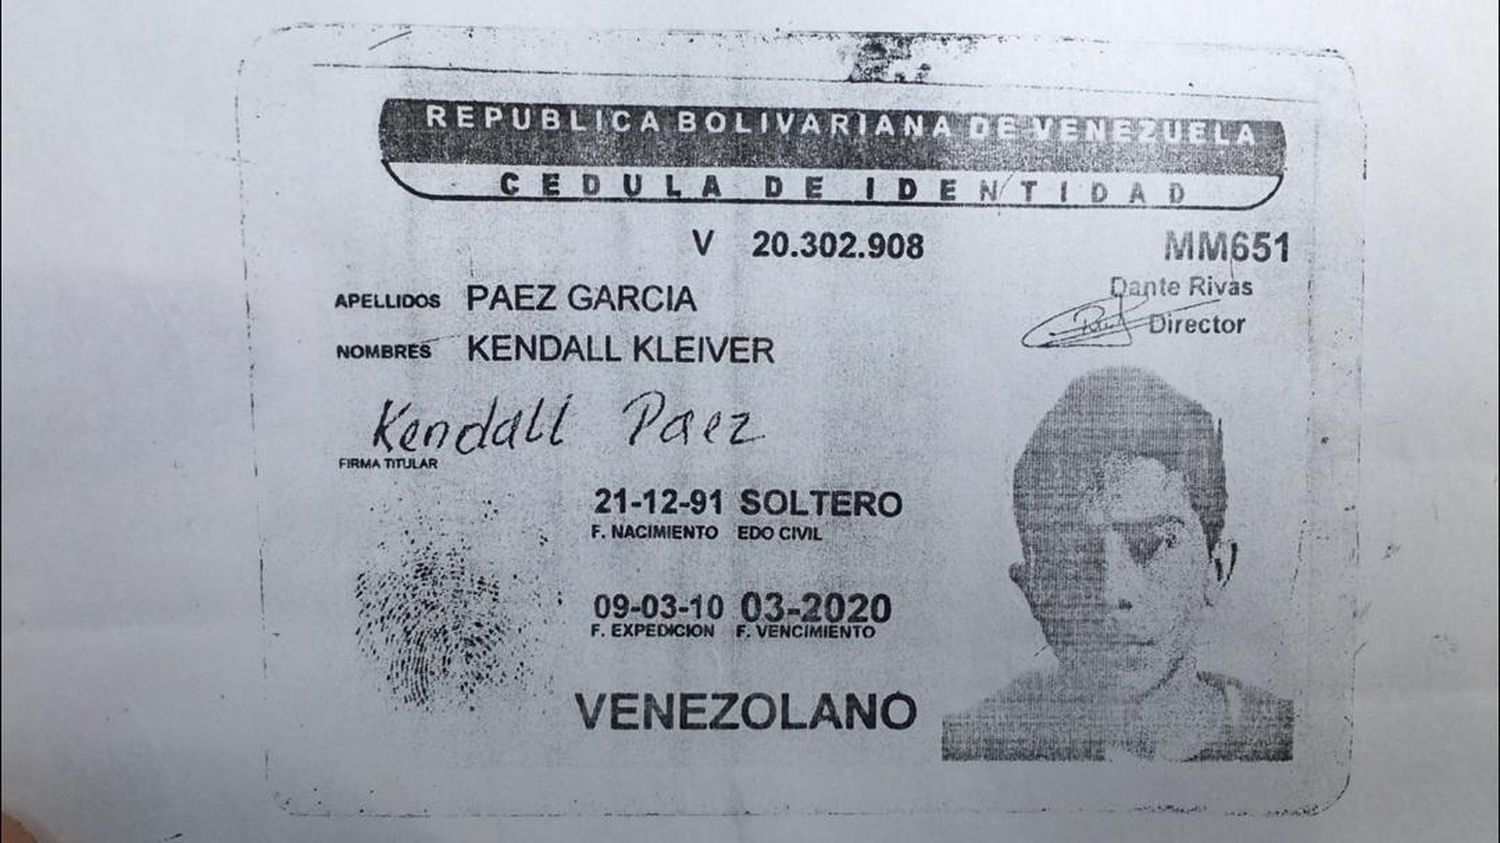 REPUBLICA BOLIVARIANA DE VENEZUELA
CEDULA DE IDENTIDAD
V 20.302.908 MM651
Dante Rivas
Director
APELLIDOS PAEZ GARCIA
NOMBRES KENDALL KLEIVER
Kendall Paez
FIRMA TITULAR
21-12-91 SOLTERO
F. NACIMIENTO EDO CIVIL
09-03-10 03-2020
F. EXPEDICION F. VENCIMIENTO
VENEZOLANO